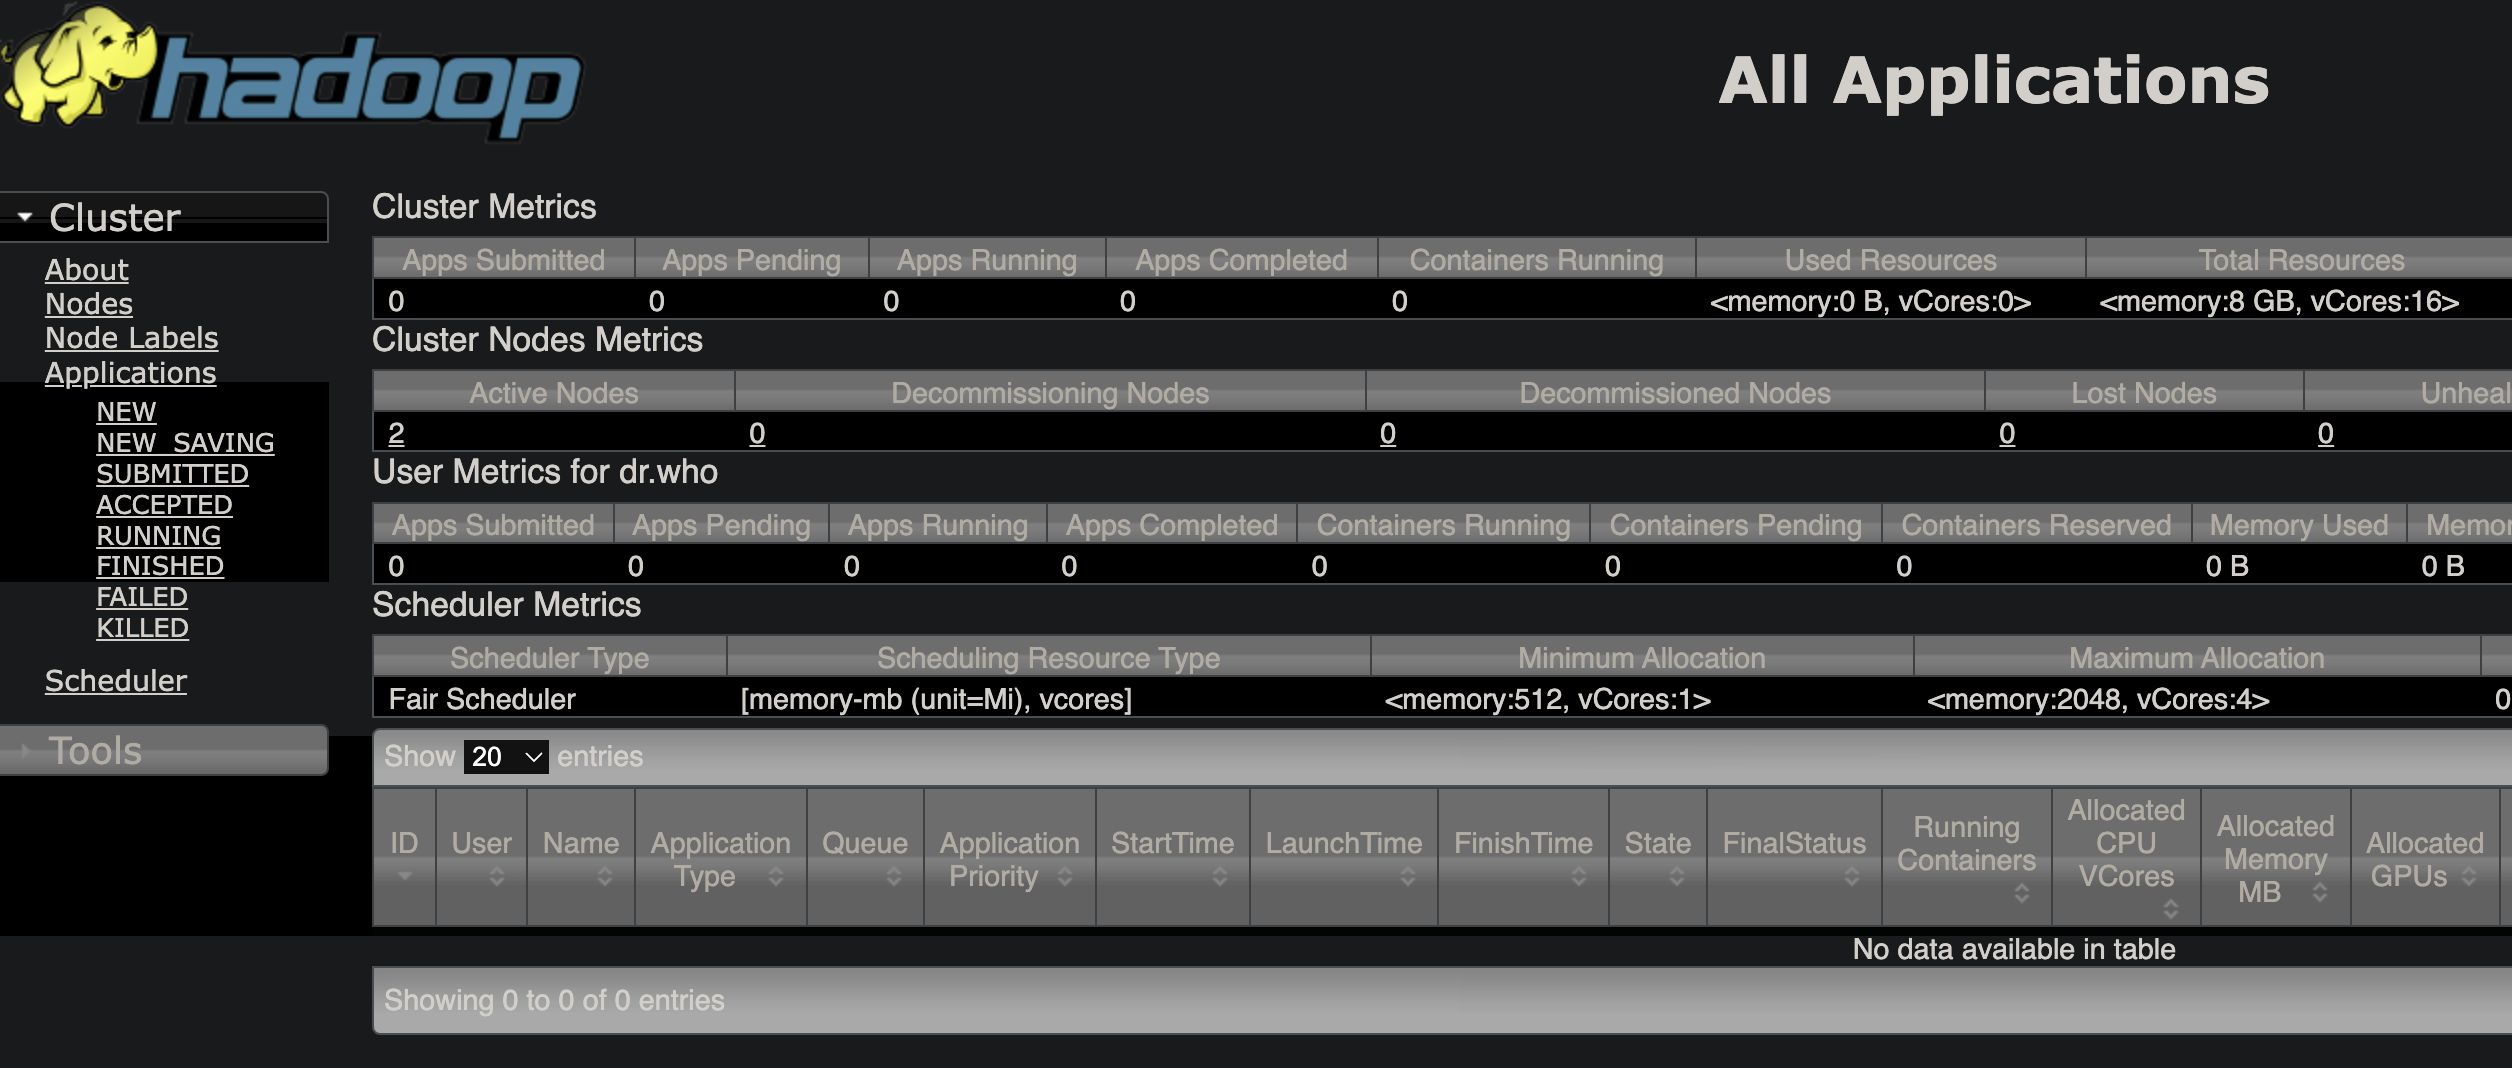 hadoop
All Applications
Cluster
About
Nodes
Node Labels
Applications
NEW
NEW_SAVING
SUBMITTED
ACCEPTED
RUNNING
FINISHED
FAILED
KILLED
Scheduler
Tools
Cluster Metrics
Apps Submitted Apps Pending Apps Running Apps Completed Containers Running Used Resources Total Resources
0 0 0 0 0 <memory:0 B, vCores:0> <memory:8 GB, vCores:16>
Cluster Nodes Metrics
Active Nodes Decommissioning Nodes Decommissioned Nodes Lost Nodes Unheal
2 0 0 0 0
User Metrics for dr.who
Apps Submitted Apps Pending Apps Running Apps Completed Containers Running Containers Pending Containers Reserved Memory Used Memor
0 0 0 0 0 0 0 0 B 0 B
Scheduler Metrics
Scheduler Type Scheduling Resource Type Minimum Allocation Maximum Allocation
Fair Scheduler [memory-mb (unit=Mi), vcores] <memory:512, vCores:1> <memory:2048, vCores:4> 0
Show 20 entries
ID User Name Application Type Queue Application Priority StartTime LaunchTime FinishTime State FinalStatus Running Containers Allocated CPU VCores Allocated Memory MB Allocated GPUs
No data available in table
Showing 0 to 0 of 0 entries